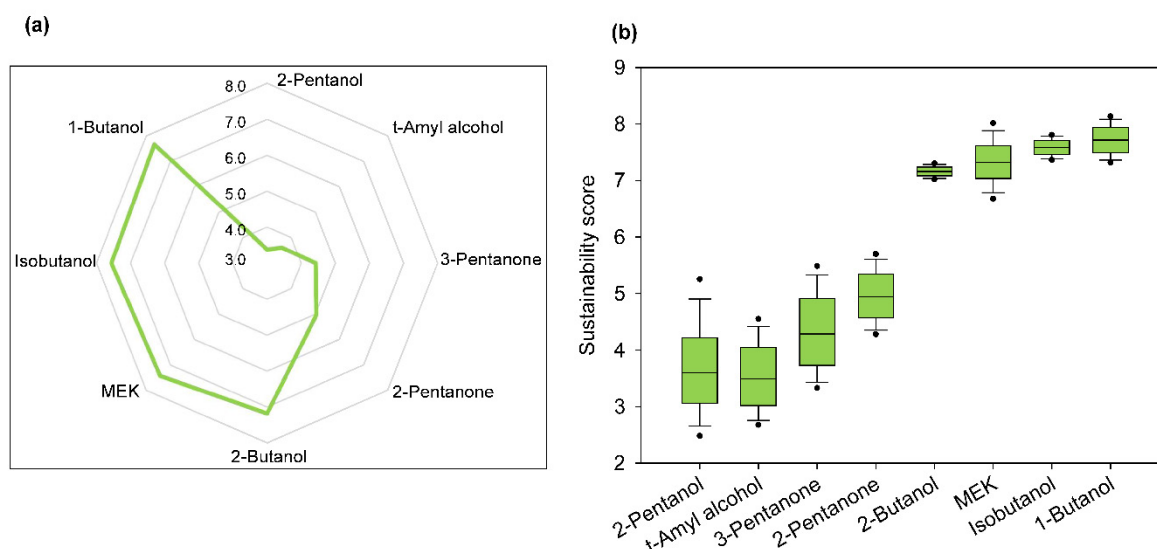 (a)
8.0
7.0
6.0
5.0
4.0
3.0
2-Pentanol
t-Amyl alcohol
3-Pentanone
2-Pentanone
2-Butanol
MEK
Isobutanol
1-Butanol
(b)
Sustainability score
9
8
7
6
5
4
3
2
2-Pentanol
t-Amyl alcohol
3-Pentanone
2-Pentanone
2-Butanol
MEK
Isobutanol
1-Butanol